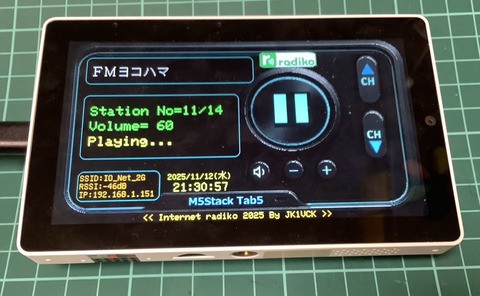 radiko
FMヨコハマ
CH
Station No=11/14
Volume= 60
Playing...
CH
SSID:IO_Net_2G
RSSI:-46dB
IP:192.168.1.151
2025/11/12(水)
21:30:57
M5Stack Tab5
<< Internet radiko 2025 By JK1VCK >>